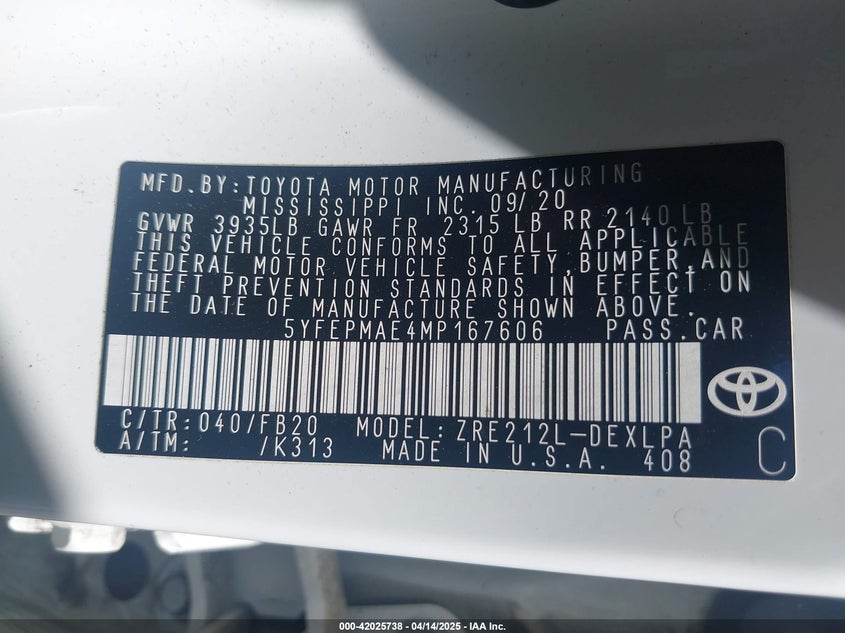 MFD. BY: TOYOTA MOTOR MANUFACTURING
MISSISSIPPI INC. 09/20
GVWR 3935LB GAWR FR 2315 LB RR 2140 LB
THIS VEHICLE CONFORMS TO ALL APPLICABLE
FEDERAL MOTOR VEHICLE SAFETY, BUMPER, AND
THEFT PREVENTION STANDARDS IN EFFECT ON
THE DATE OF MANUFACTURE SHOWN ABOVE.
5YFEPMAE4MP167606 PASS. CAR
C/TR: 040/FB20 MODEL: ZRE212L-DEXLPA
A/TM: /K313 MADE IN U.S.A. 408 C
000-42025738 - 04/14/2025 - IAA Inc.